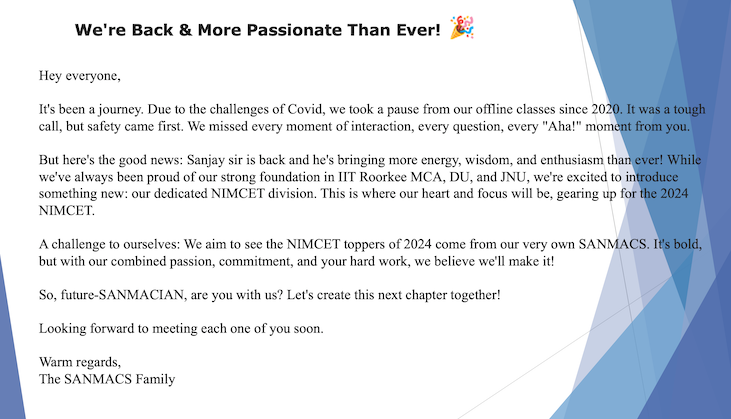 We're Back & More Passionate Than Ever! 🎉
Hey everyone,
It's been a journey. Due to the challenges of Covid, we took a pause from our offline classes since 2020. It was a tough
call, but safety came first. We missed every moment of interaction, every question, every "Aha!" moment from you.
But here's the good news: Sanjay sir is back and he's bringing more energy, wisdom, and enthusiasm than ever! While
we've always been proud of our strong foundation in IIT Roorkee MCA, DU, and JNU, we're excited to introduce
something new: our dedicated NIMCET division. This is where our heart and focus will be, gearing up for the 2024
NIMCET.
A challenge to ourselves: We aim to see the NIMCET toppers of 2024 come from our very own SANMACS. It's bold,
but with our combined passion, commitment, and your hard work, we believe we'll make it!
So, future-SANMACIAN, are you with us? Let's create this next chapter together!
Looking forward to meeting each one of you soon.
Warm regards,
The SANMACS Family